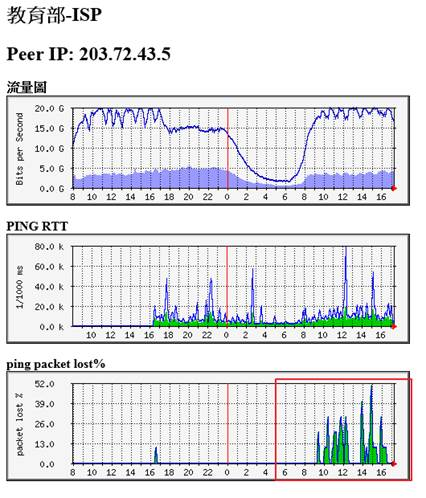 教育部-ISP
Peer IP: 203.72.43.5
流量圖
Bits per Second
20.0 G
15.0 G
10.0 G
5.0 G
0.0 G
8 10 12 14 16 18 20 22 0 2 4 6 8 10 12 14 16
PING RTT
1/1000 ms
80.0 k
60.0 k
40.0 k
20.0 k
0.0 k
8 10 12 14 16 18 20 22 0 2 4 6 8 10 12 14 16
ping packet lost%
packet lost %
52.0
39.0
26.0
13.0
0.0
8 10 12 14 16 18 20 22 0 2 4 6 8 10 12 14 16